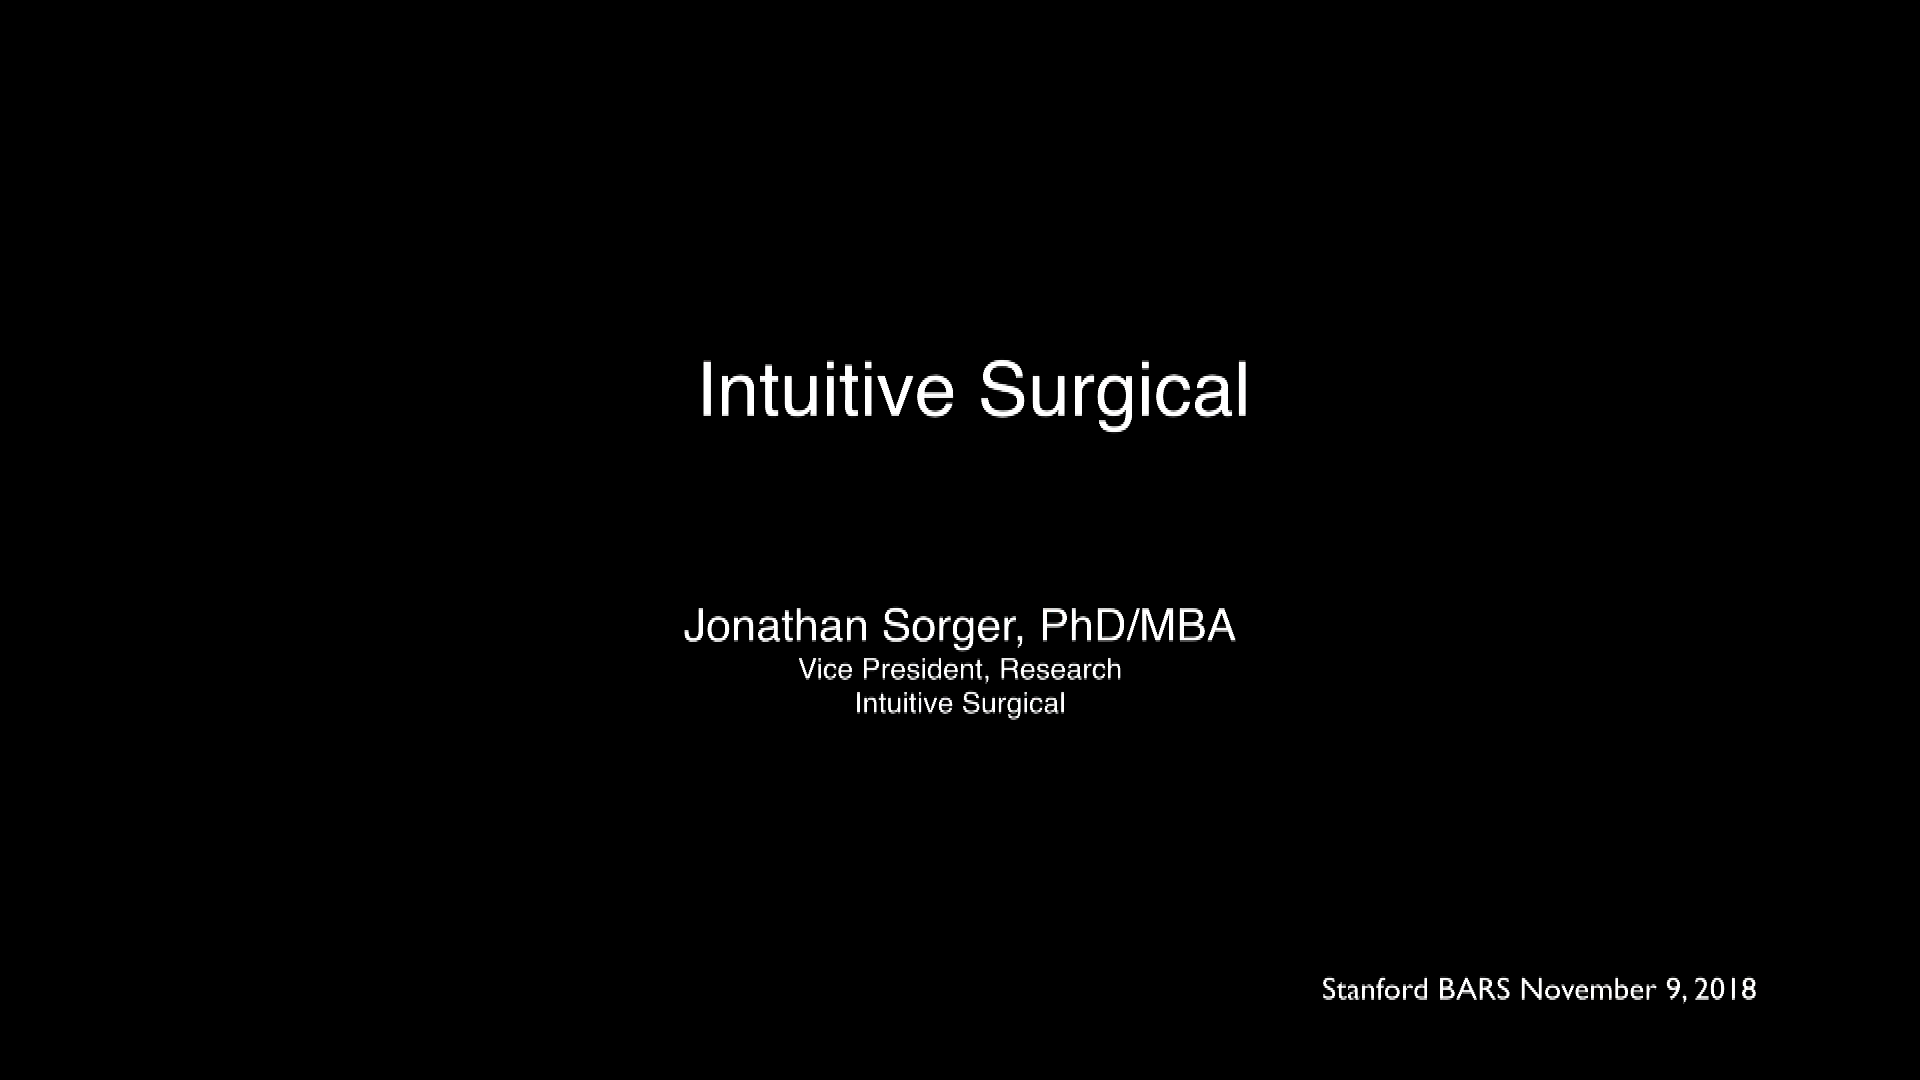 Intuitive Surgical
Jonathan Sorger, PhD/MBA
Vice President, Research
Intuitive Surgical
Stanford BARS November 9, 2018